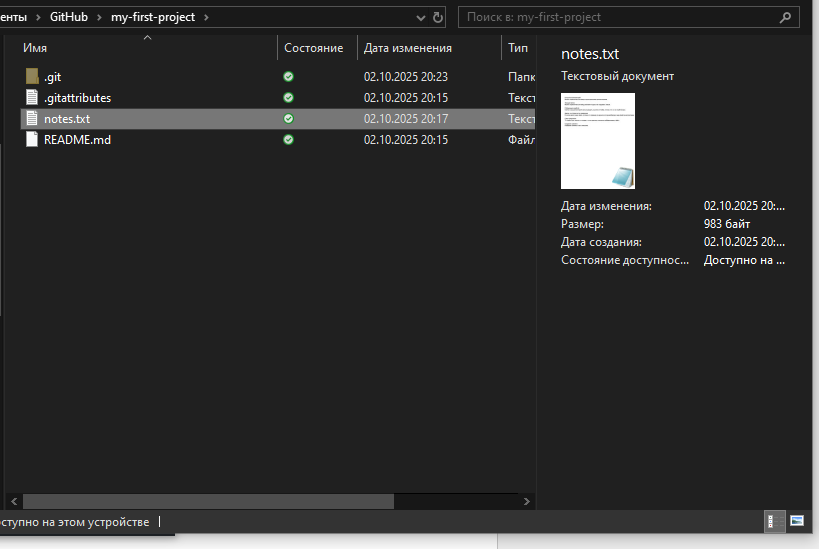 енты > GitHub > my-first-project >
Поиск в: my-first-project
Имя Состояние Дата изменения Тип
.git 02.10.2025 20:23 Папк
.gitattributes 02.10.2025 20:15 Текст
notes.txt 02.10.2025 20:17 Текст
README.md 02.10.2025 20:15 Файл
notes.txt
Текстовый документ
Дата изменения: 02.10.2025 20:...
Размер: 983 байт
Дата создания: 02.10.2025 20:...
Состояние доступнос... Доступно на ...
оступно на этом устройстве